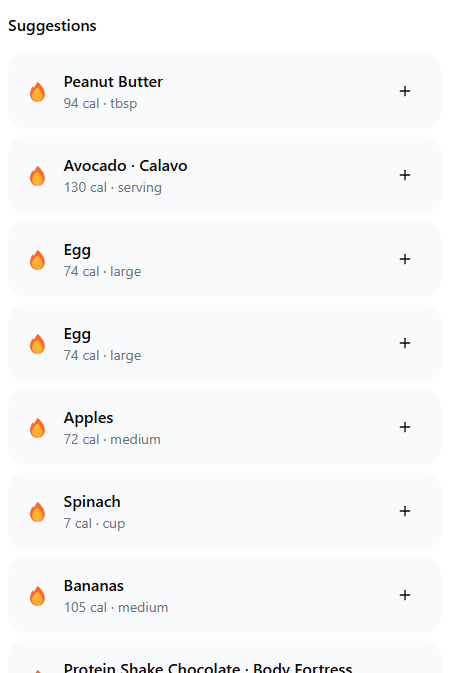 Suggestions
Peanut Butter
94 cal · tbsp
Avocado · Calavo
130 cal · serving
Egg
74 cal · large
Egg
74 cal · large
Apples
72 cal · medium
Spinach
7 cal · cup
Bananas
105 cal · medium
Protein Shake Chocolate · Body Fortress